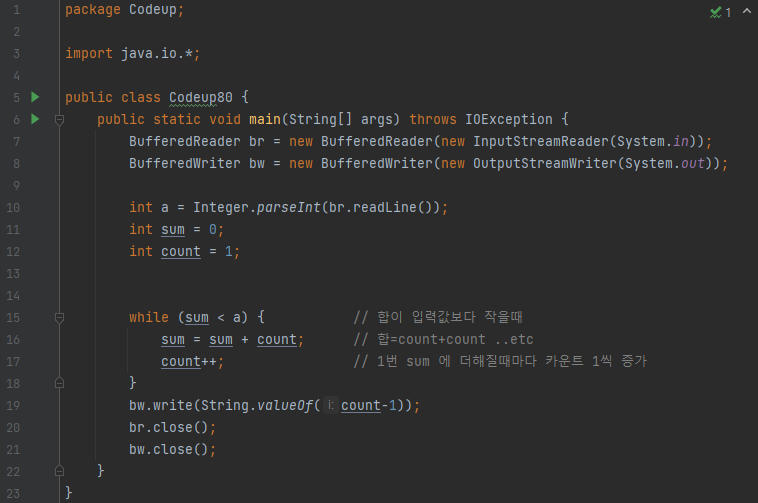 1 package Codeup;
2
3 import java.io.*;
4
5 public class Codeup80 {
6 public static void main(String[] args) throws IOException {
7 BufferedReader br = new BufferedReader(new InputStreamReader(System.in));
8 BufferedWriter bw = new BufferedWriter(new OutputStreamWriter(System.out));
9
10 int a = Integer.parseInt(br.readLine());
11 int sum = 0;
12 int count = 1;
13
14
15 while (sum < a) { // 합이 입력값보다 작을때
16 sum = sum + count; // 합=count+count ..etc
17 count++; // 1번 sum 에 더해질때마다 카운트 1씩 증가
18 }
19 bw.write(String.valueOf( i: count-1));
20 br.close();
21 bw.close();
22 }
23 }
1